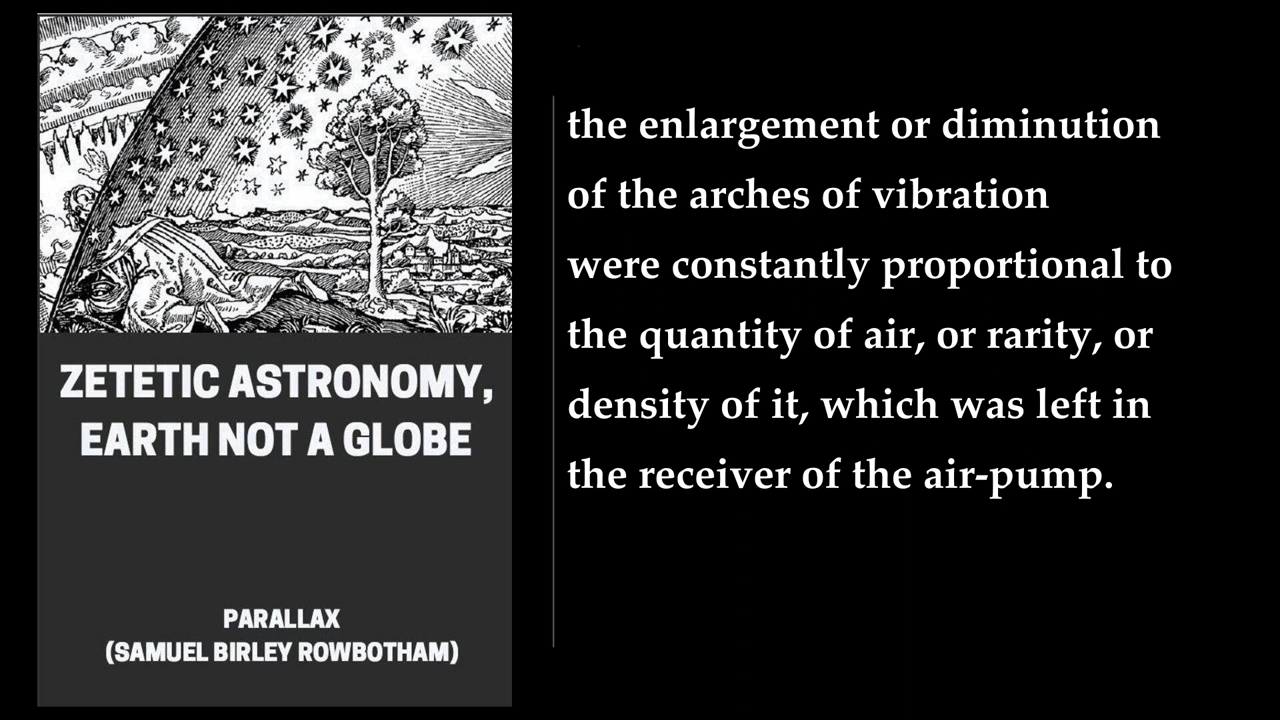 ZETETIC ASTRONOMY,
EARTH NOT A GLOBE
PARALLAX
(SAMUEL BIRLEY ROWBOTHAM)
the enlargement or diminution
of the arches of vibration
were constantly proportional to
the quantity of air, or rarity, or
density of it, which was left in
the receiver of the air-pump.